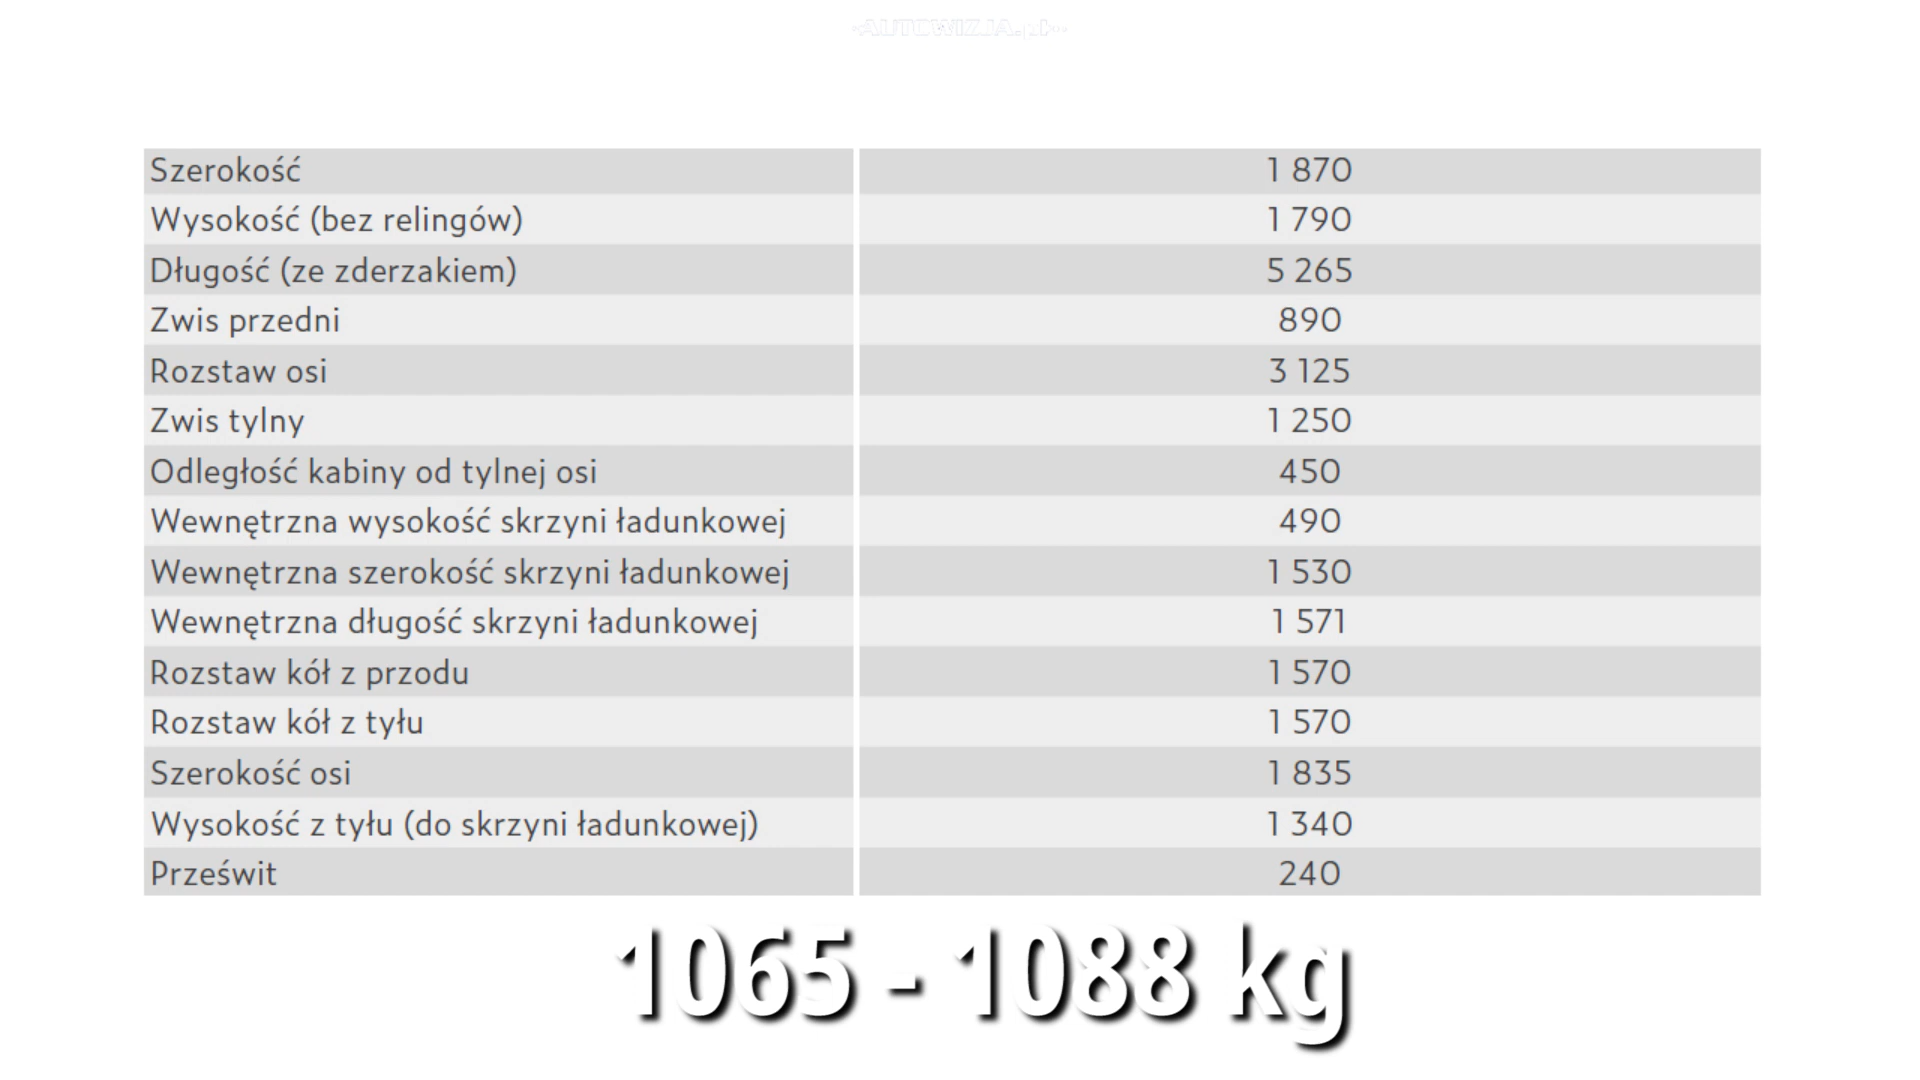 AUTOWIZJA.pl
Szerokość 1 870
Wysokość (bez relingów) 1 790
Długość (ze zderzakiem) 5 265
Zwis przedni 890
Rozstaw osi 3 125
Zwis tylny 1 250
Odległość kabiny od tylnej osi 450
Wewnętrzna wysokość skrzyni ładunkowej 490
Wewnętrzna szerokość skrzyni ładunkowej 1 530
Wewnętrzna długość skrzyni ładunkowej 1 571
Rozstaw kół z przodu 1 570
Rozstaw kół z tyłu 1 570
Szerokość osi 1 835
Wysokość z tyłu (do skrzyni ładunkowej) 1 340
Prześwit 240
1065 - 1088 kg